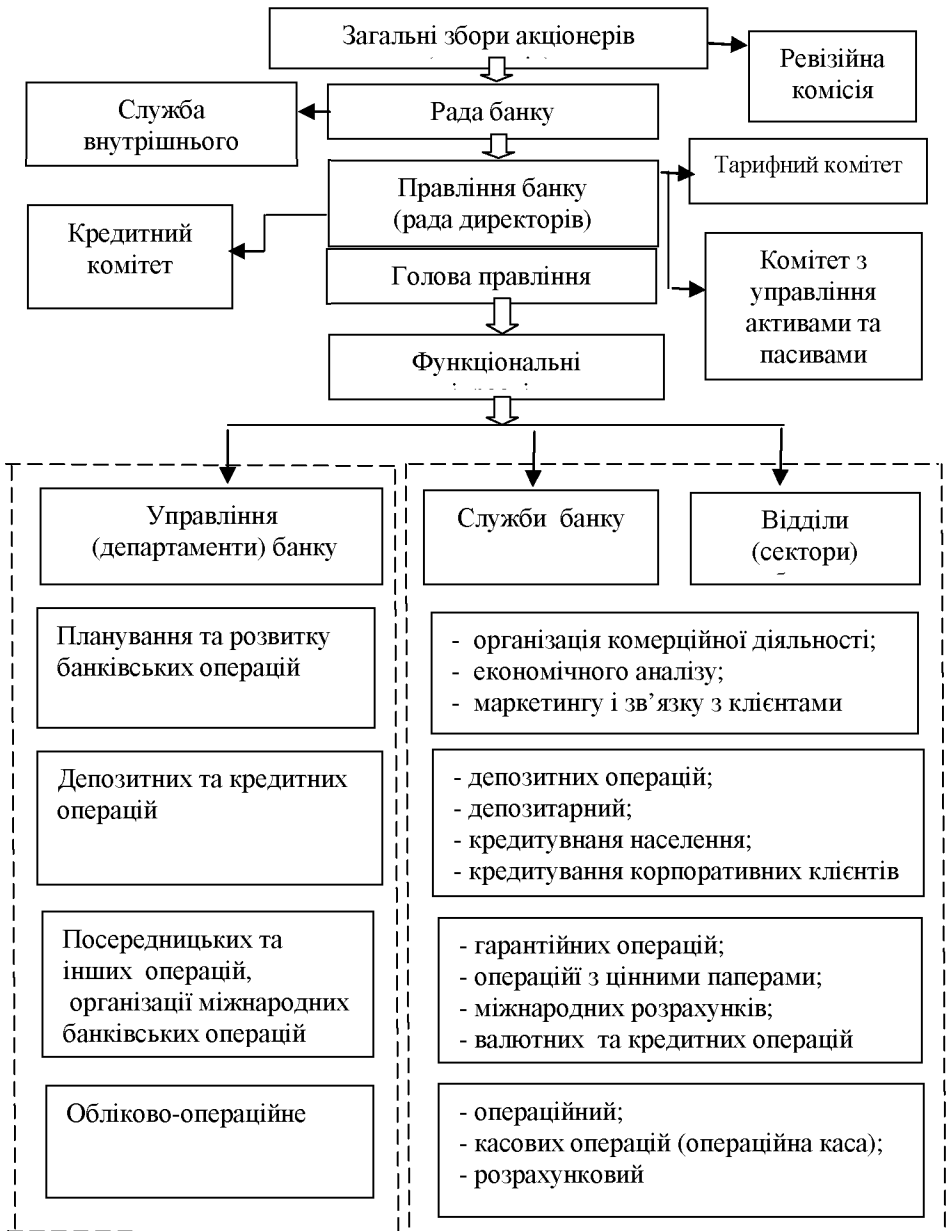 Загальні збори акціонерів
Ревізійна
комісія
Служба
внутрішнього
Рада банку
Тарифний комітет
Правління банку
(рада директорів)
Кредитний
комітет
Голова правління
Комітет з
управління
активами та
пасивами
Функціональні
Управління
(департаменти) банку
Служби банку
Відділи
(сектори)
Планування та розвитку
банківських операцій
- організація комерційної діяльності;
- економічного аналізу;
- маркетингу і зв’язку з клієнтами
Депозитних та кредитних
операцій
- депозитних операцій;
- депозитарний;
- кредитувнаня населення;
- кредитування корпоративних клієнтів
Посередницьких та
інших операцій,
організації міжнародних
банківських операцій
- гарантійних операцій;
- операційї з цінними паперами;
- міжнародних розрахунків;
- валютних та кредитних операцій
Обліково-операційне
- операційний;
- касових операцій (операційна каса);
- розрахунковий